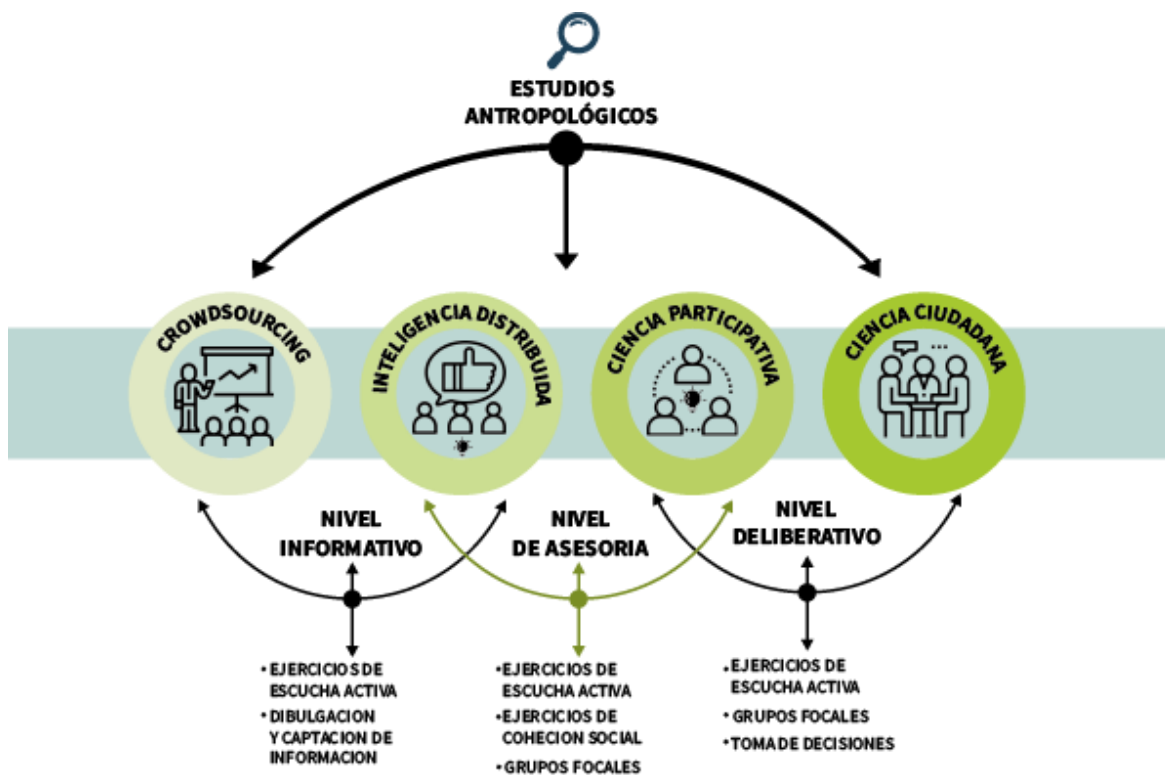 ESTUDIOS
ANTROPOLÓGICOS
CROWDSOURCING
INTELIGENCIA DISTRIBUIDA
CIENCIA PARTICIPATIVA
CIENCIA CIUDADANA
NIVEL
INFORMATIVO
NIVEL
DE ASESORIA
NIVEL
DELIBERATIVO
• EJERCICIOS DE
ESCUCHA ACTIVA
• DIBULGACION
Y CAPTACION DE
INFORMACION
• EJERCICIOS DE
ESCUCHA ACTIVA
• EJERCICIOS DE
COHECION SOCIAL
• GRUPOS FOCALES
• EJERCICIOS DE
ESCUCHA ACTIVA
• GRUPOS FOCALES
• TOMA DE DECISIONES